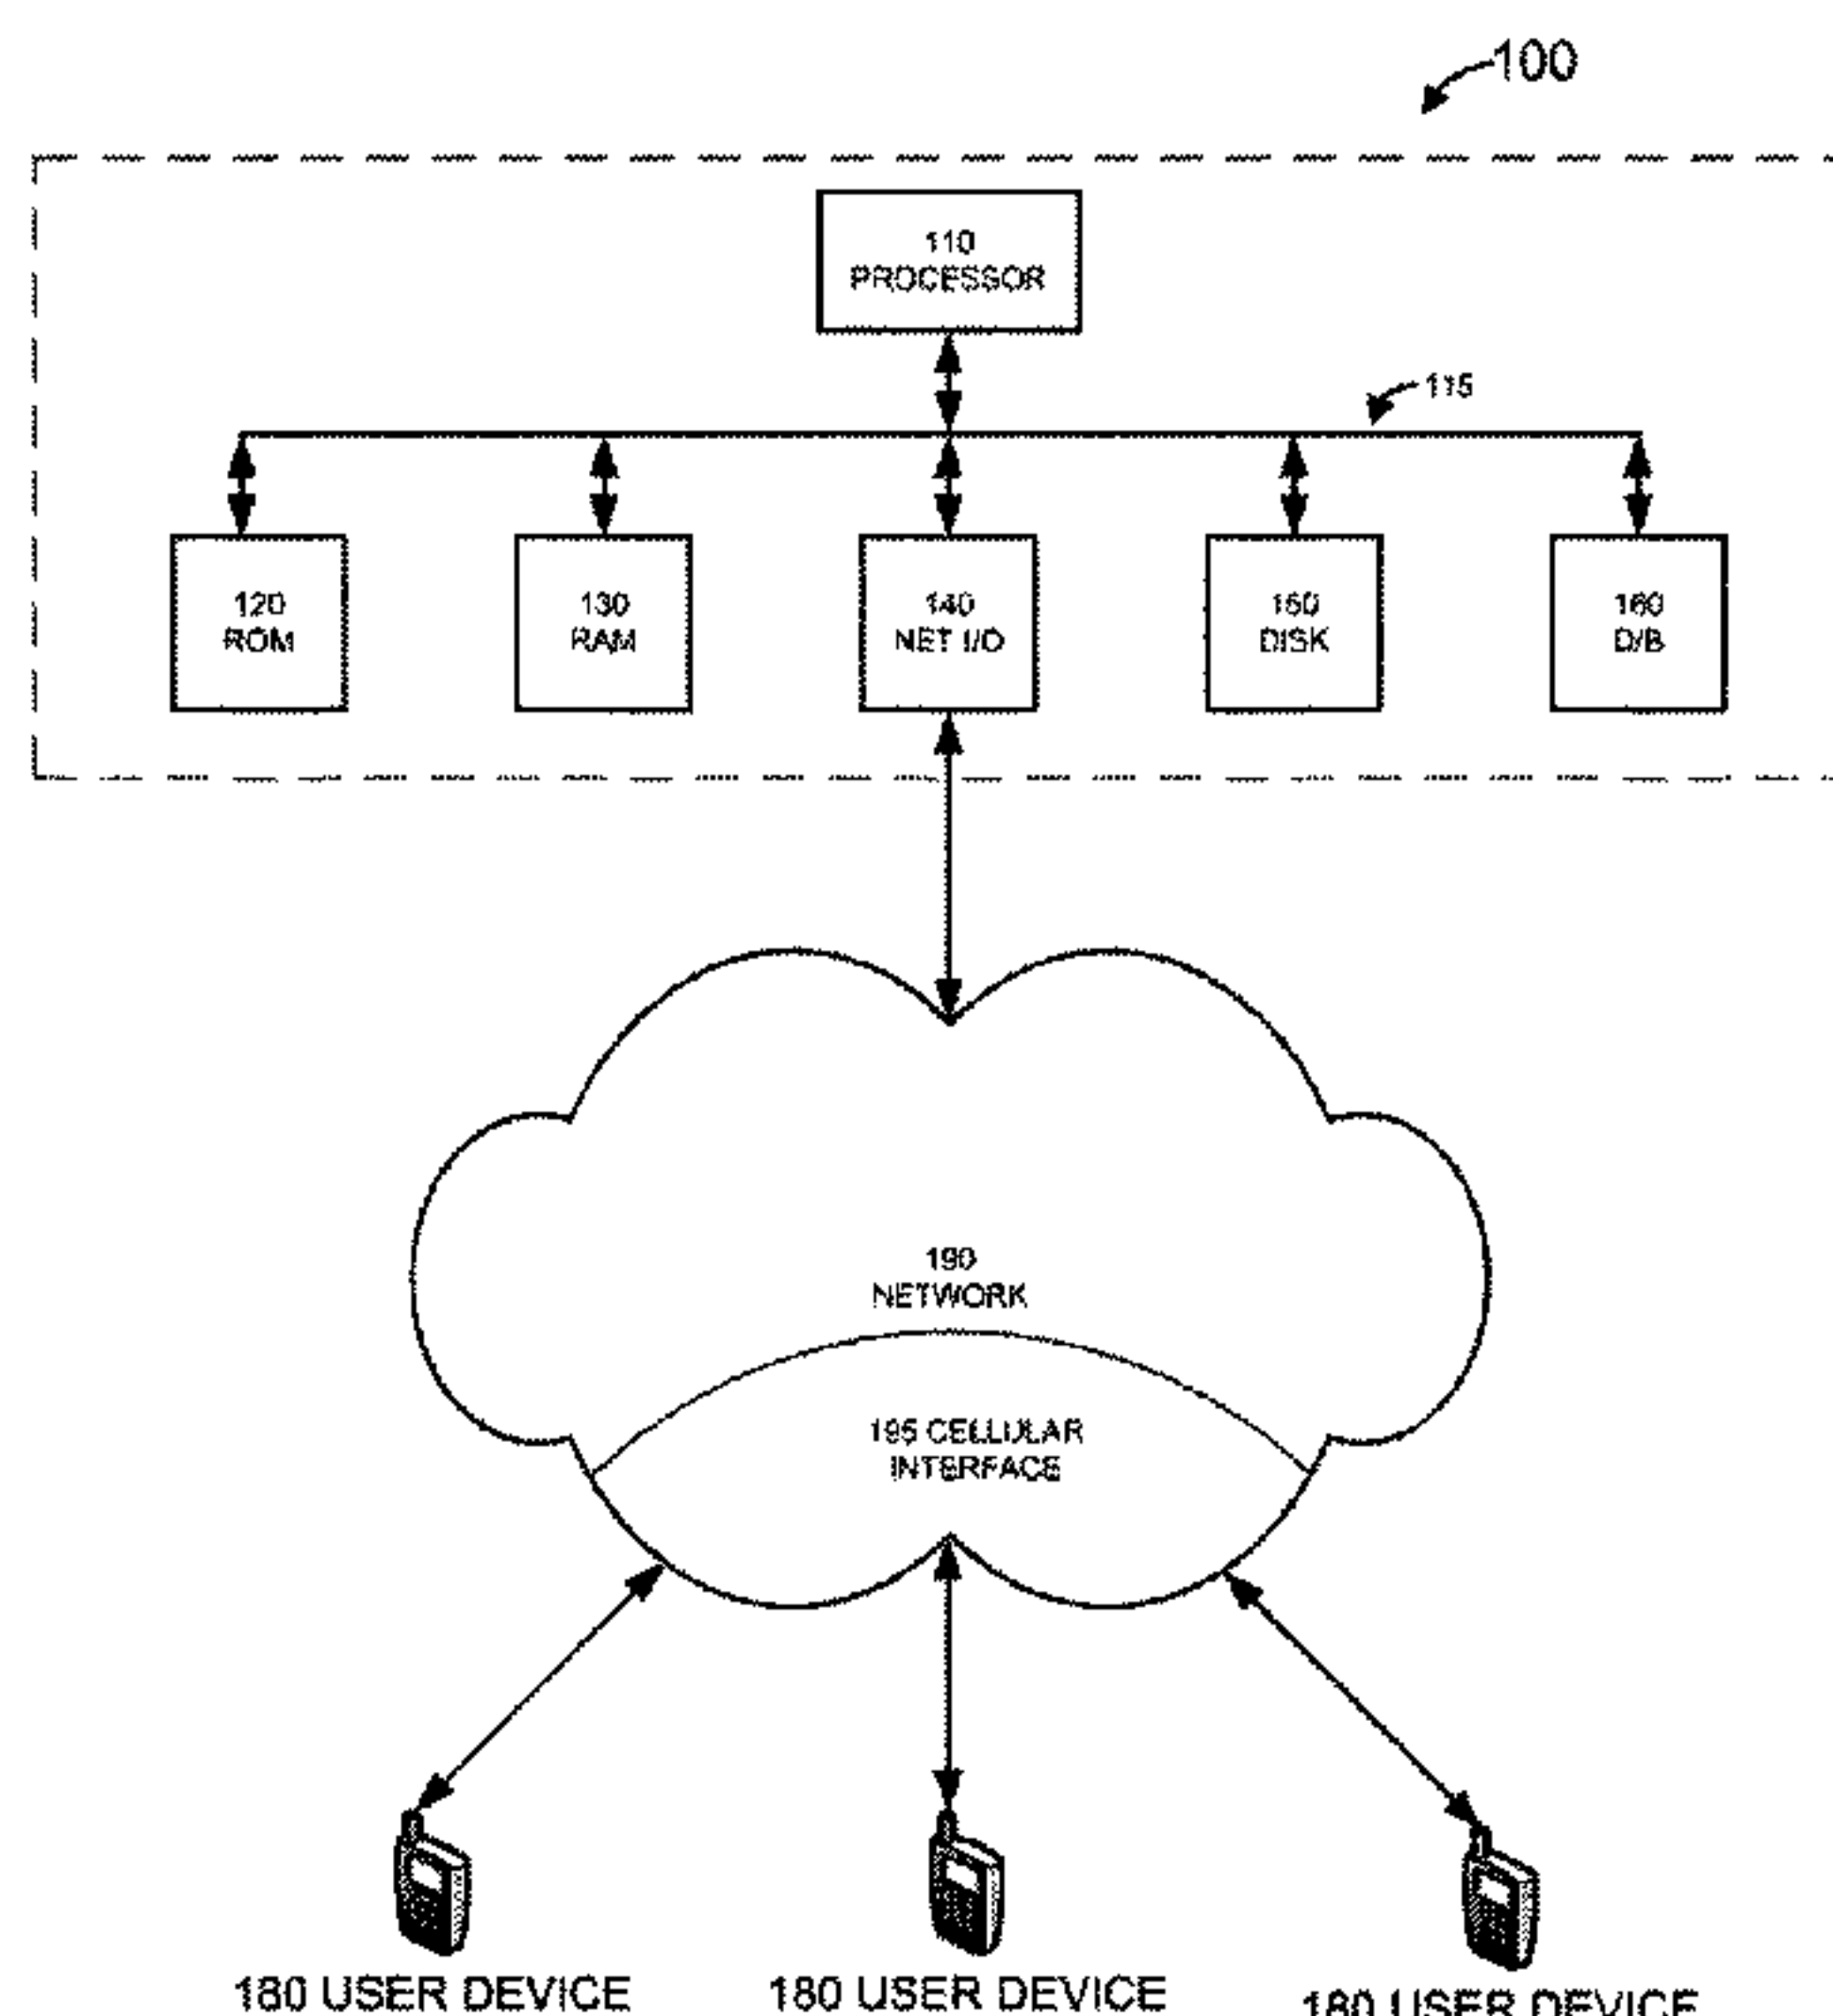 100
110
PROCESSOR
115
120
ROM
130
RAM
140
NET I/O
150
DISK
160
D/B
190
NETWORK
195 CELLULAR
INTERFACE
180 USER DEVICE
180 USER DEVICE
180 USER DEVICE